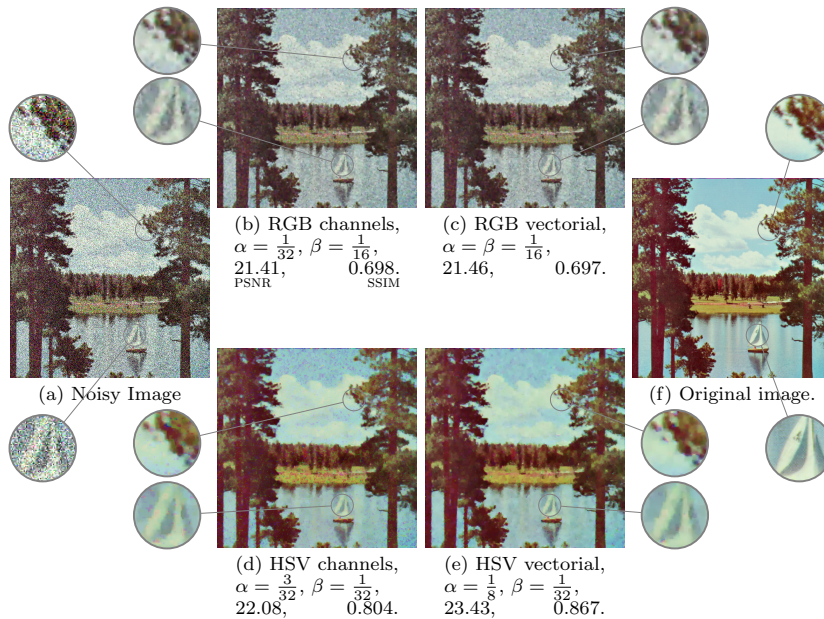 (b) RGB channels,
α = 1/32, β = 1/16,
21.41, 0.698.
PSNR SSIM
(c) RGB vectorial,
α = β = 1/16,
21.46, 0.697.
(a) Noisy Image
(f) Original image.
(d) HSV channels,
α = 3/32, β = 1/32,
22.08, 0.804.
(e) HSV vectorial,
α = 1/8, β = 1/32,
23.43, 0.867.